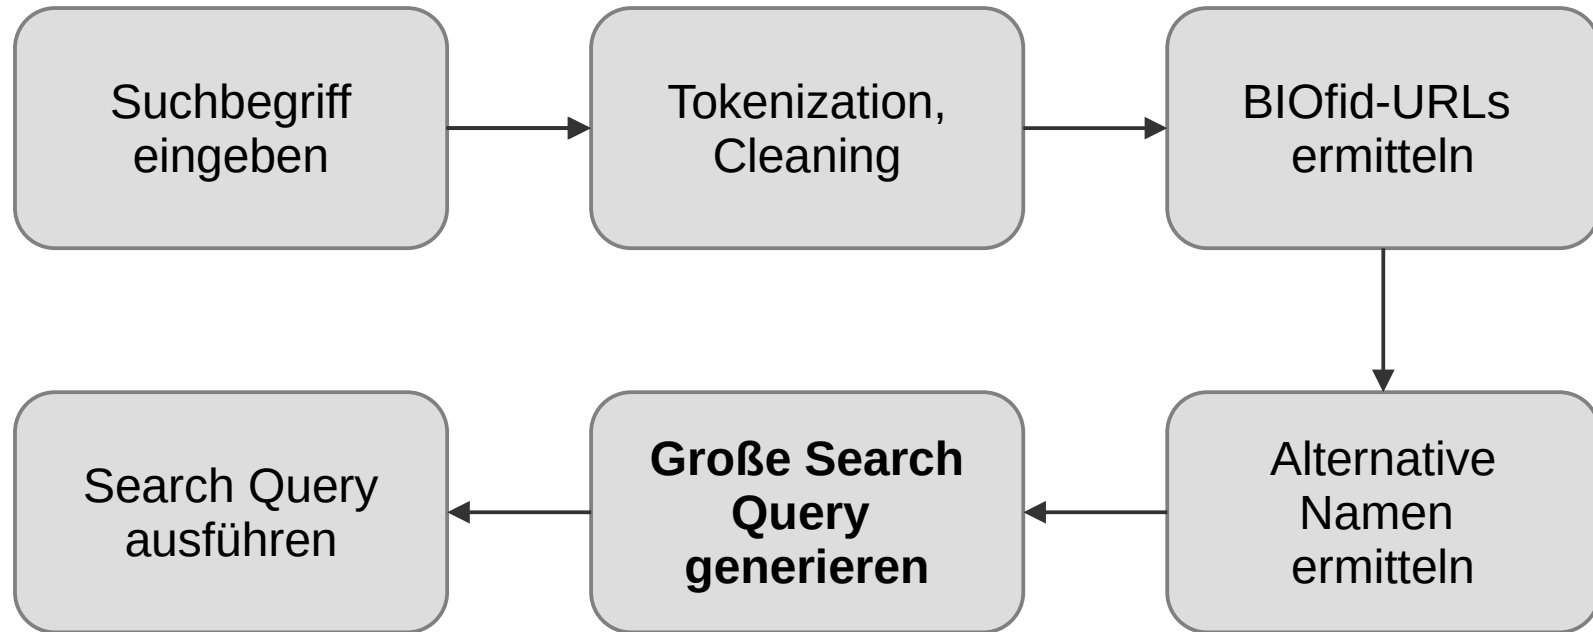 Suchbegriff
eingeben
Tokenization,
Cleaning
BIOfid-URLs
ermitteln
Alternative
Namen
ermitteln
Große Search
Query
generieren
Search Query
ausführen